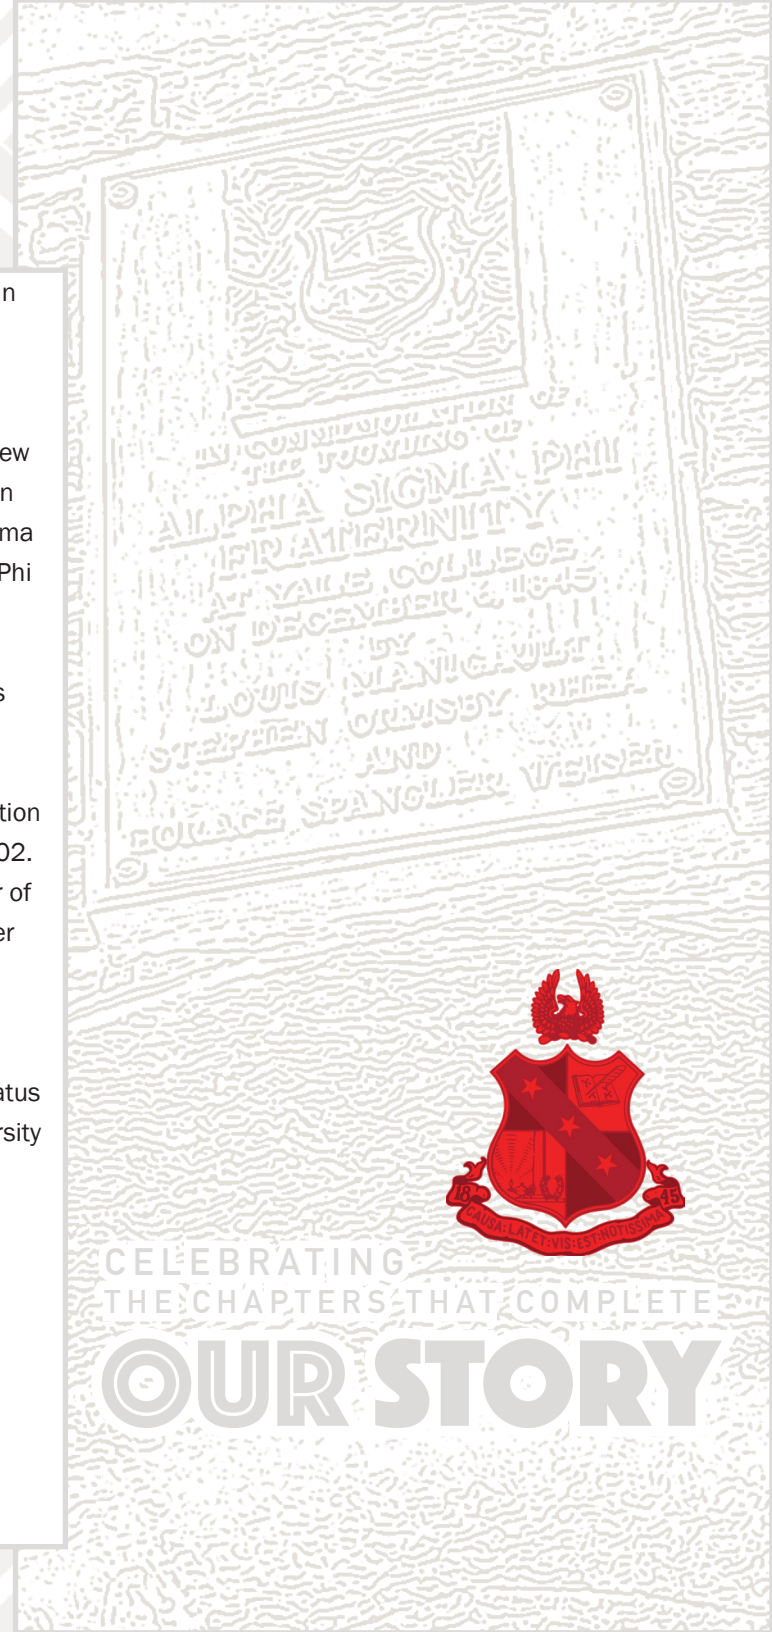 n
ew
n
ma
Phi
s
tion
02.
r of
er
atus
rsity
IN COMMEMORATION OF
THE FOUNDING OF
ALPHA SIGMA PHI
FRATERNITY
AT YALE COLLEGE
ON DECEMBER 6, 1845
BY
LOUIS MANIGAULT
STEPHEN ORMSBY RHEA
AND
HORACE SPANGLER WEISER
18 45
CAUSA:LATET:VIS:EST:NOTISSIMA
CELEBRATING
THE CHAPTERS THAT COMPLETE
OUR STORY